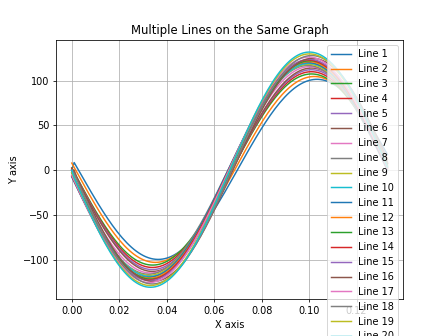 Multiple Lines on the Same Graph
Y axis
100
50
0
−50
−100
0.00
0.02
0.04
0.06
0.08
0.10
X axis
Line 1
Line 2
Line 3
Line 4
Line 5
Line 6
Line 7
Line 8
Line 9
Line 10
Line 11
Line 12
Line 13
Line 14
Line 15
Line 16
Line 17
Line 18
Line 19
Line 20